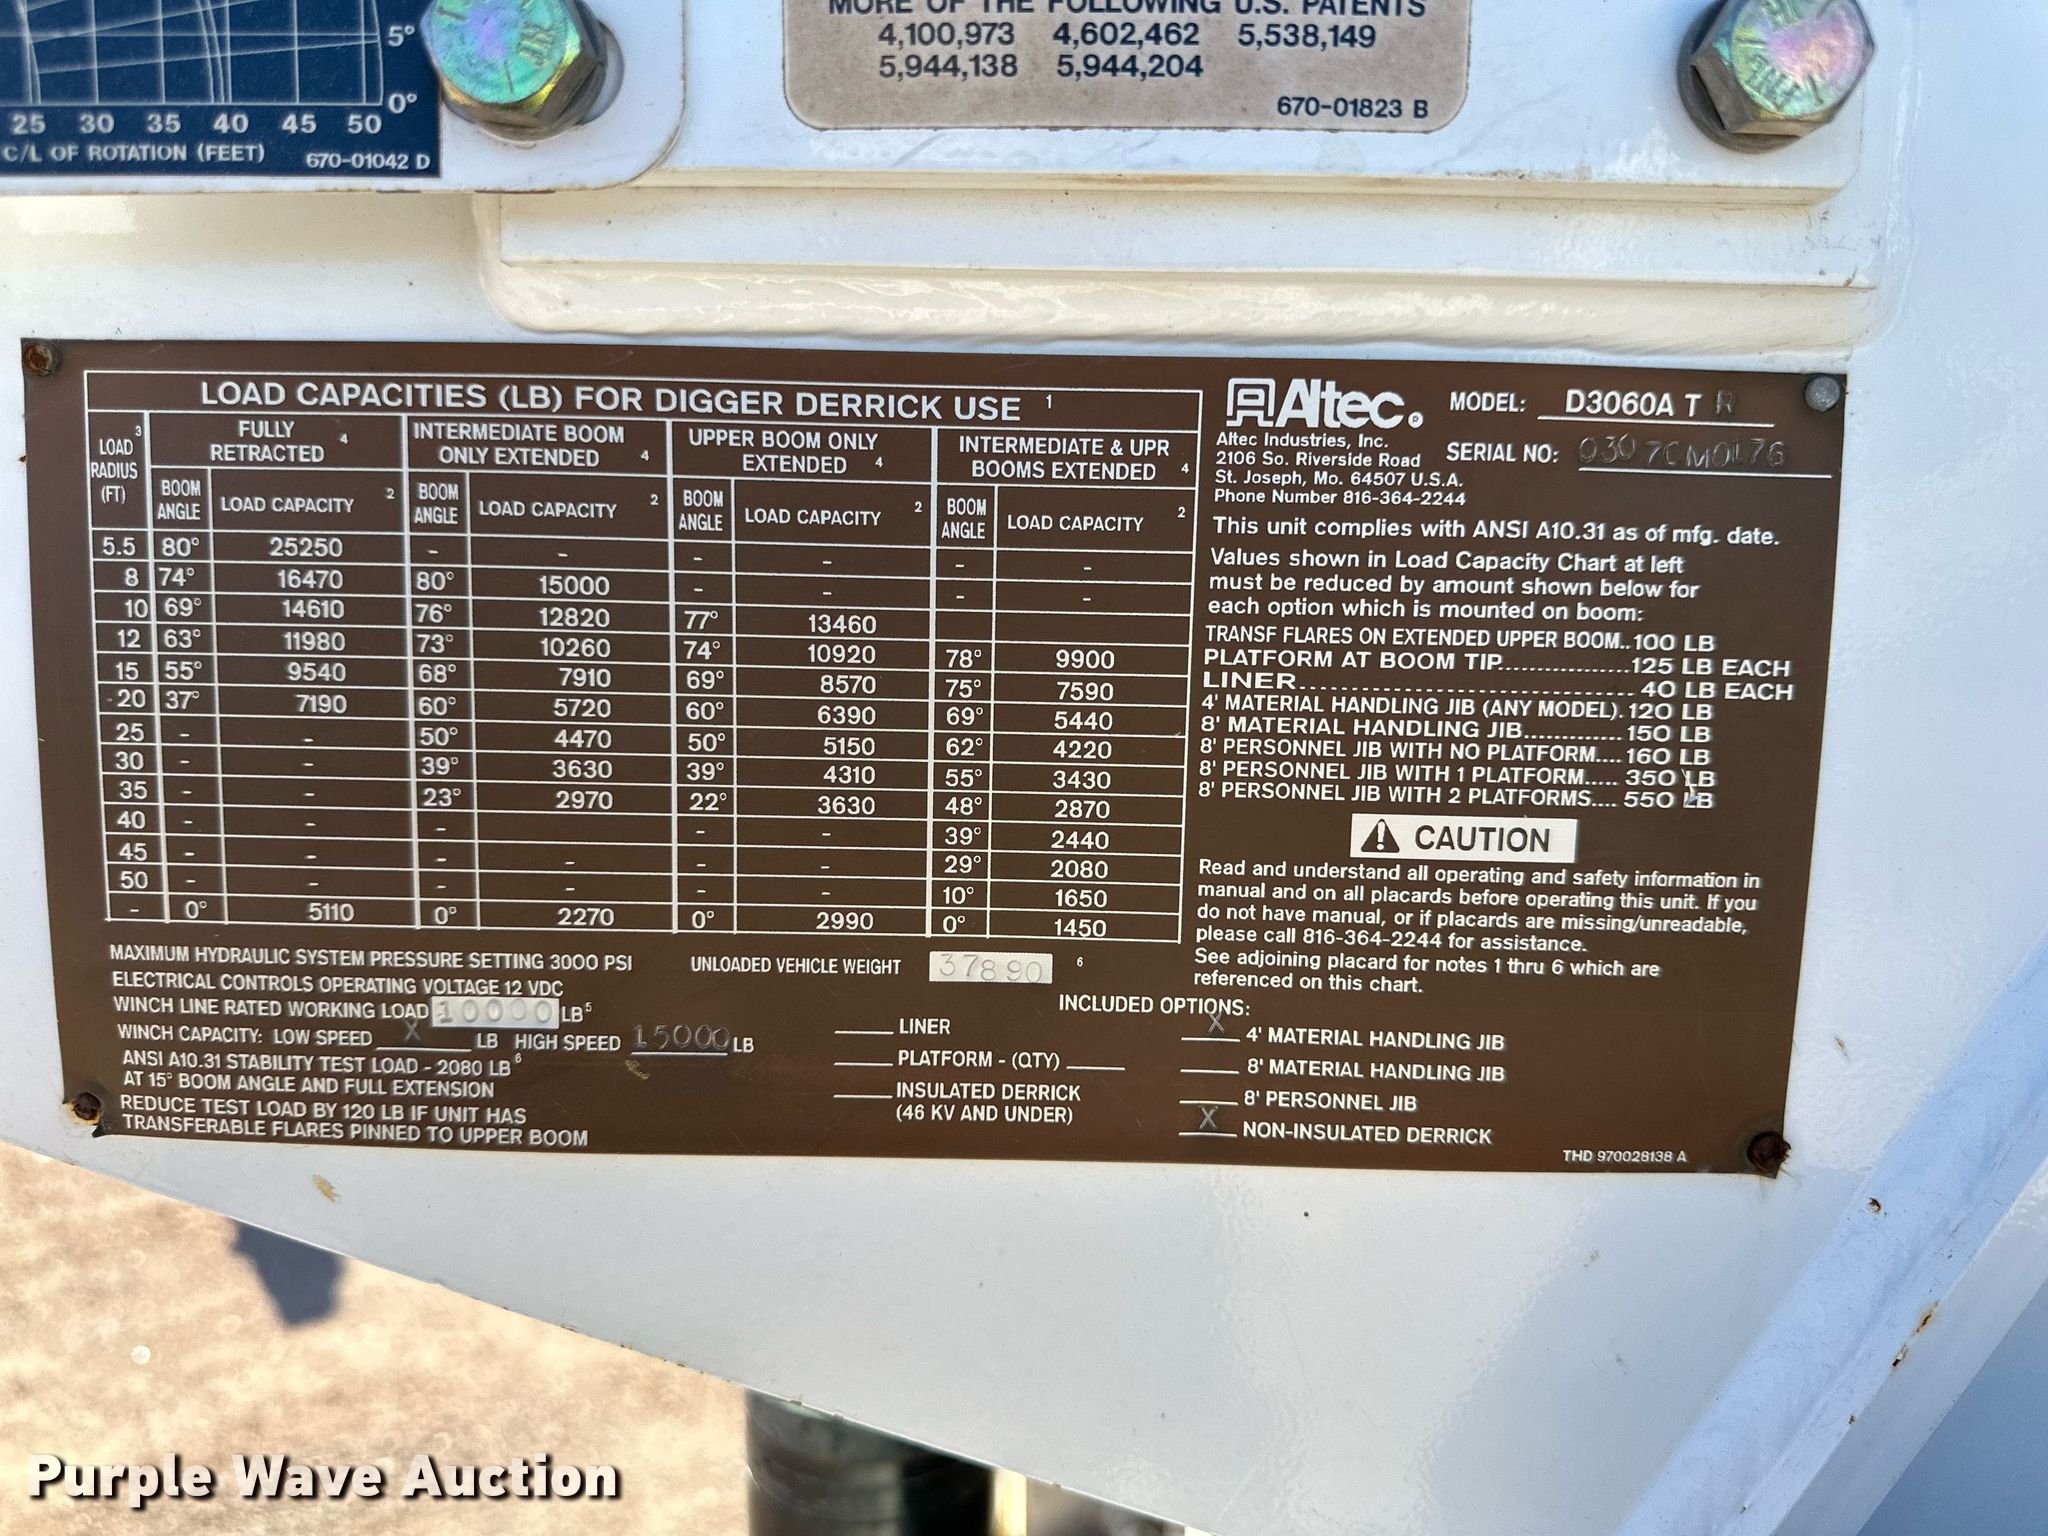 5°
0°
25 30 35 40 45 50
C/L OF ROTATION (FEET) 670-01042 D
MORE OF THE FOLLOWING U.S. PATENTS
4,100,973 4,602,462 5,538,149
5,944,138 5,944,204
670-01823 B
LOAD CAPACITIES (LB) FOR DIGGER DERRICK USE 1
LOAD RADIUS (FT) 3
FULLY RETRACTED 4
INTERMEDIATE BOOM ONLY EXTENDED 4
UPPER BOOM ONLY EXTENDED 4
INTERMEDIATE & UPR BOOMS EXTENDED 4
BOOM ANGLE LOAD CAPACITY 2 BOOM ANGLE LOAD CAPACITY 2 BOOM ANGLE LOAD CAPACITY 2 BOOM ANGLE LOAD CAPACITY 2
5.5 80° 25250 - - - - - -
8 74° 16470 80° 15000 - - - -
10 69° 14610 76° 12820 77° 13460
12 63° 11980 73° 10260 74° 10920 78° 9900
15 55° 9540 68° 7910 69° 8570 75° 7590
20 37° 7190 60° 5720 60° 6390 69° 5440
25 - - 50° 4470 50° 5150 62° 4220
30 - - 39° 3630 39° 4310 55° 3430
35 - - 23° 2970 22° 3630 48° 2870
40 - - - - - 39° 2440
45 - - - - - - 29° 2080
50 - - - - - - 10° 1650
- 0° 5110 0° 2270 0° 2990 0° 1450
MAXIMUM HYDRAULIC SYSTEM PRESSURE SETTING 3000 PSI
ELECTRICAL CONTROLS OPERATING VOLTAGE 12 VDC
WINCH LINE RATED WORKING LOAD 10000 LB 5
WINCH CAPACITY: LOW SPEED X LB HIGH SPEED 15000 LB
ANSI A10.31 STABILITY TEST LOAD - 2080 LB 6
AT 15° BOOM ANGLE AND FULL EXTENSION
REDUCE TEST LOAD BY 120 LB IF UNIT HAS
TRANSFERABLE FLARES PINNED TO UPPER BOOM
UNLOADED VEHICLE WEIGHT 37890 6
INCLUDED OPTIONS:
LINER
PLATFORM - (QTY)
INSULATED DERRICK
(46 KV AND UNDER)
X 4' MATERIAL HANDLING JIB
8' MATERIAL HANDLING JIB
8' PERSONNEL JIB
X NON-INSULATED DERRICK
Altec
MODEL: D3060A T R
Altec Industries, Inc.
2106 So. Riverside Road
St. Joseph, Mo. 64507 U.S.A.
Phone Number 816-364-2244
SERIAL NO: 0307CM0176
This unit complies with ANSI A10.31 as of mfg. date.
Values shown in Load Capacity Chart at left
must be reduced by amount shown below for
each option which is mounted on boom:
TRANSF FLARES ON EXTENDED UPPER BOOM.. 100 LB
PLATFORM AT BOOM TIP................125 LB EACH
LINER.................................. 40 LB EACH
4' MATERIAL HANDLING JIB (ANY MODEL). 120 LB
8' MATERIAL HANDLING JIB............. 150 LB
8' PERSONNEL JIB WITH NO PLATFORM.... 160 LB
8' PERSONNEL JIB WITH 1 PLATFORM..... 350 LB
8' PERSONNEL JIB WITH 2 PLATFORMS.... 550 LB
CAUTION
Read and understand all operating and safety information in
manual and on all placards before operating this unit. If you
do not have manual, or if placards are missing/unreadable,
please call 816-364-2244 for assistance.
See adjoining placard for notes 1 thru 6 which are
referenced on this chart.
THD 970028138 A
Purple Wave Auction